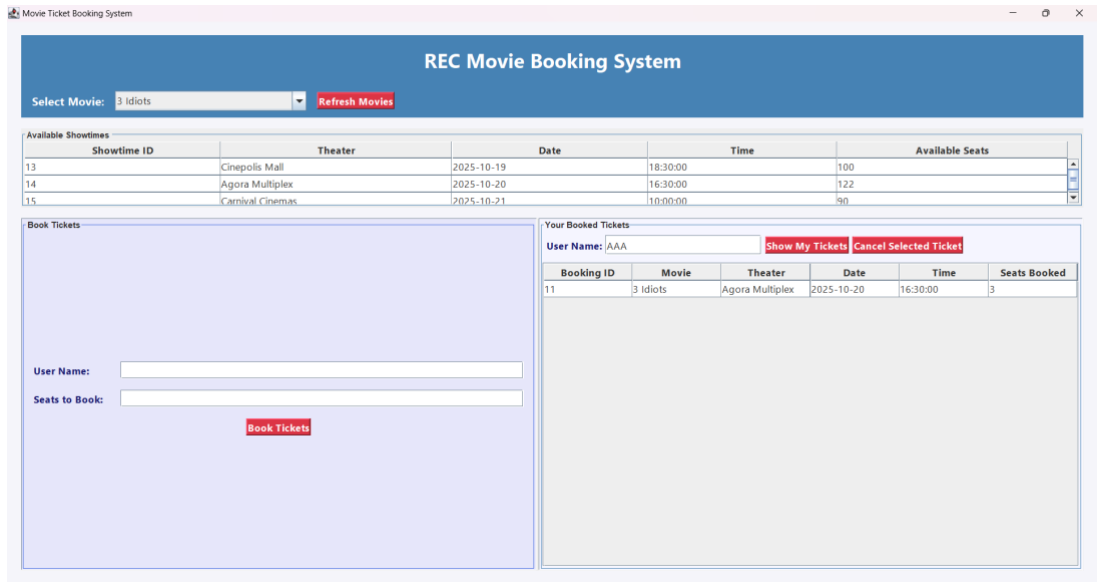 Movie Ticket Booking System
REC Movie Booking System
Select Movie: 3 Idiots Refresh Movies
Available Showtimes
Showtime ID Theater Date Time Available Seats
13 Cinepolis Mall 2025-10-19 18:30:00 100
14 Agora Multiplex 2025-10-20 16:30:00 122
15 Carnival Cinemas 2025-10-21 10:00:00 90
Book Tickets
User Name:
Seats to Book:
Book Tickets
Your Booked Tickets
User Name: AAA Show My Tickets Cancel Selected Ticket
Booking ID Movie Theater Date Time Seats Booked
11 3 Idiots Agora Multiplex 2025-10-20 16:30:00 3